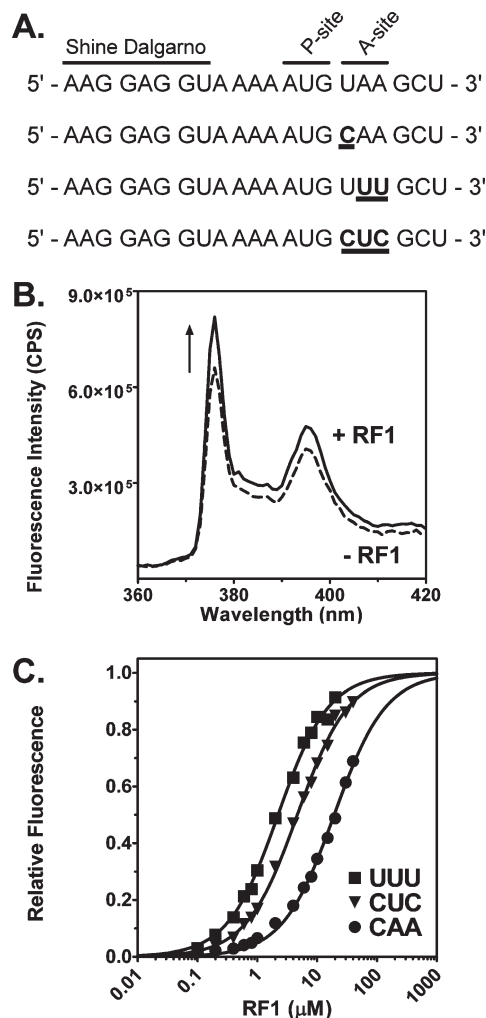 A.
Shine Dalgarno P-site A-site
5' - AAG GAG GUA AAA AUG UAA GCU - 3'
5' - AAG GAG GUA AAA AUG CAA GCU - 3'
5' - AAG GAG GUA AAA AUG UUU GCU - 3'
5' - AAG GAG GUA AAA AUG CUC GCU - 3'
B.
Fluorescence Intensity (CPS)
9.0×10⁵
6.0×10⁵
3.0×10⁵
+ RF1
- RF1
360 380 400 420
Wavelength (nm)
C.
Relative Fluorescence
1.0
0.8
0.6
0.4
0.2
0.0
UUU
CUC
CAA
0.01 0.1 1 10 100 1000
RF1 (μM)